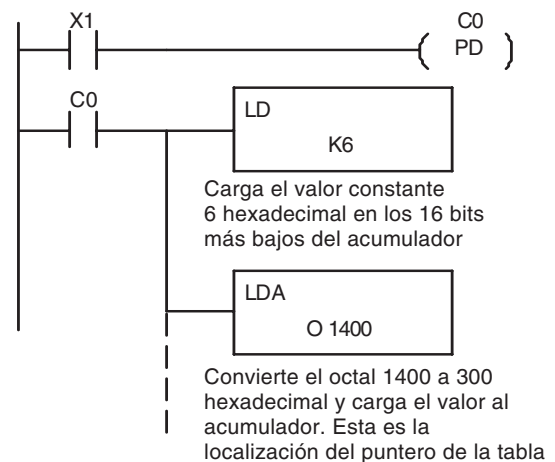 X1
C0
PD
C0
LD
K6
Carga el valor constante
6 hexadecimal en los 16 bits
más bajos del acumulador
LDA
O 1400
Convierte el octal 1400 a 300
hexadecimal y carga el valor al
acumulador. Esta es la
localización del puntero de la tabla